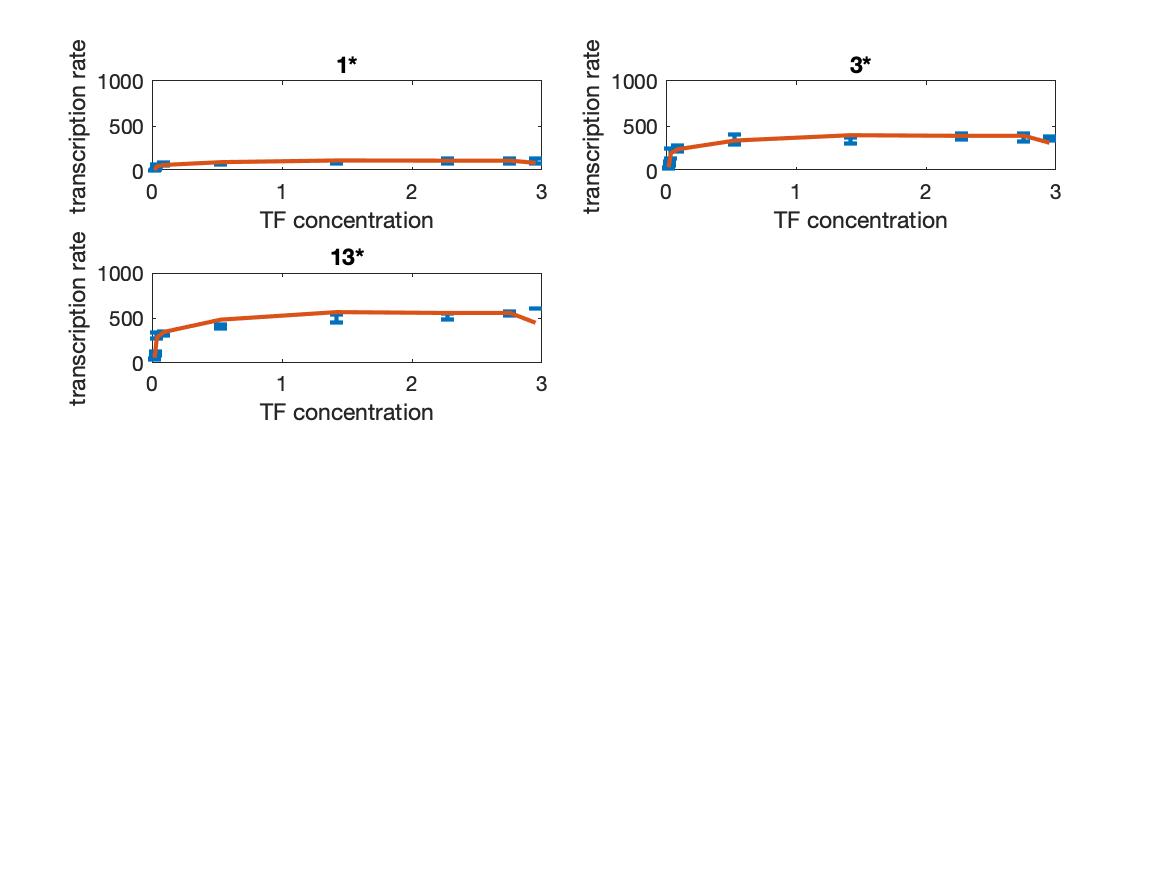 1*
transcription rate
1000
500
0
0 1 2 3
TF concentration
3*
transcription rate
1000
500
0
0 1 2 3
TF concentration
13*
transcription rate
1000
500
0
0 1 2 3
TF concentration